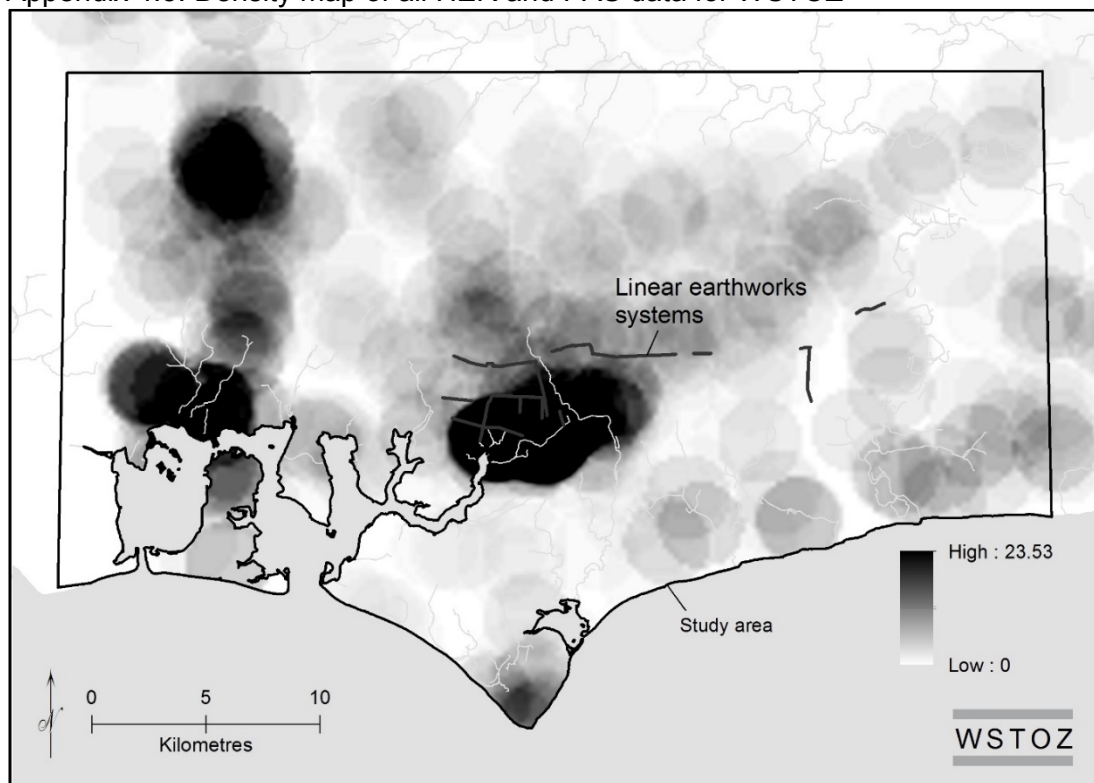 Linear earthworks
systems
High : 23.53
Study area
Low : 0
N
0 5 10
Kilometres
WSTOZ